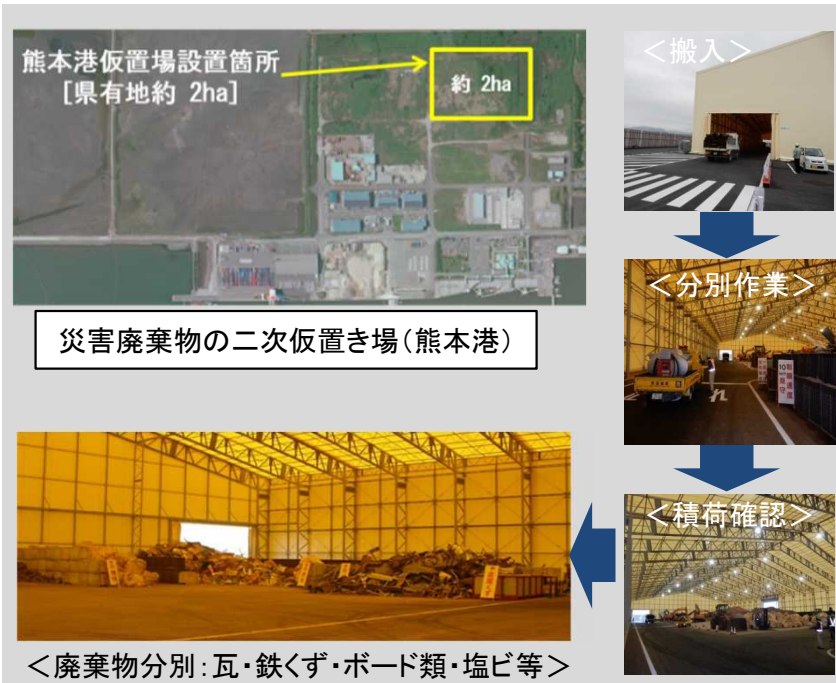 熊本港仮置場設置箇所
[県有地約 2ha]
約 2ha
災害廃棄物の二次仮置き場(熊本港)
<搬入>
<分別作業>
<積荷確認>
<廃棄物分別:瓦・鉄くず・ボード類・塩ビ等>